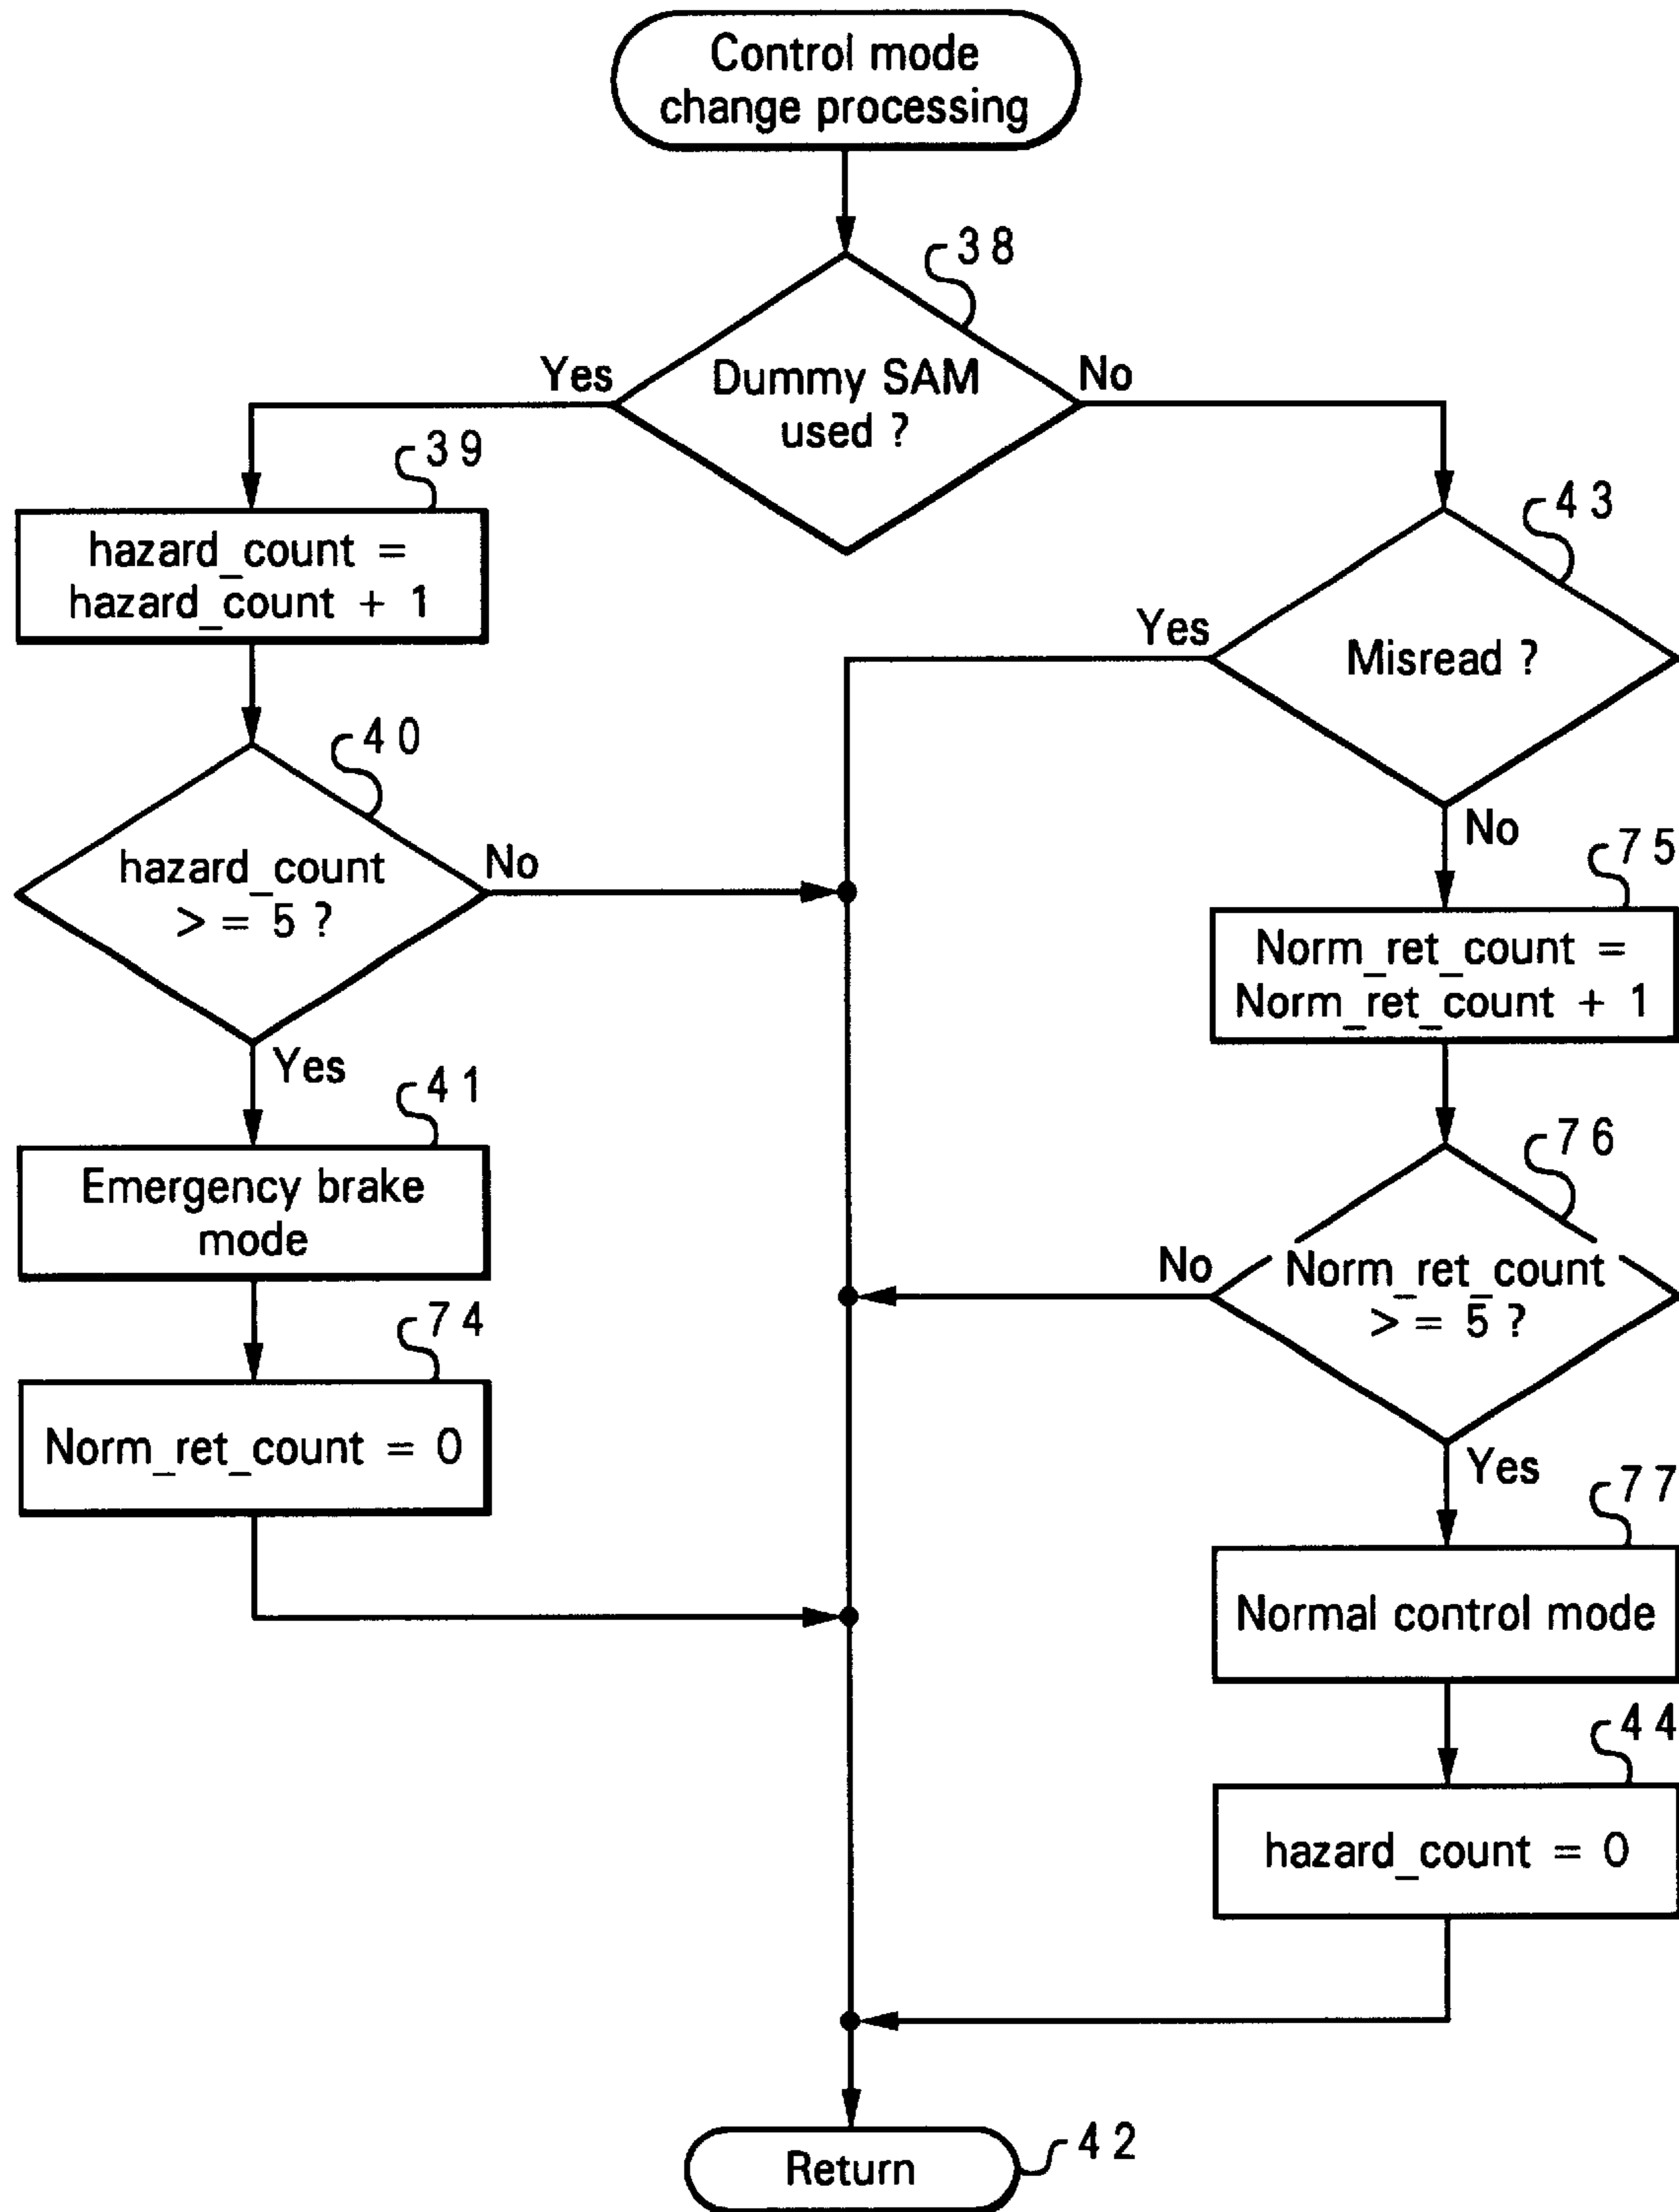 Control mode
change processing
38
Dummy SAM
used ?
Yes
No
39
hazard_count =
hazard_count + 1
43
Misread ?
Yes
No
40
hazard_count
> = 5 ?
No
Yes
75
Norm_ret_count =
Norm_ret_count + 1
41
Emergency brake
mode
76
Norm_ret_count
> = 5 ?
No
Yes
74
Norm_ret_count = 0
77
Normal control mode
44
hazard_count = 0
Return
42